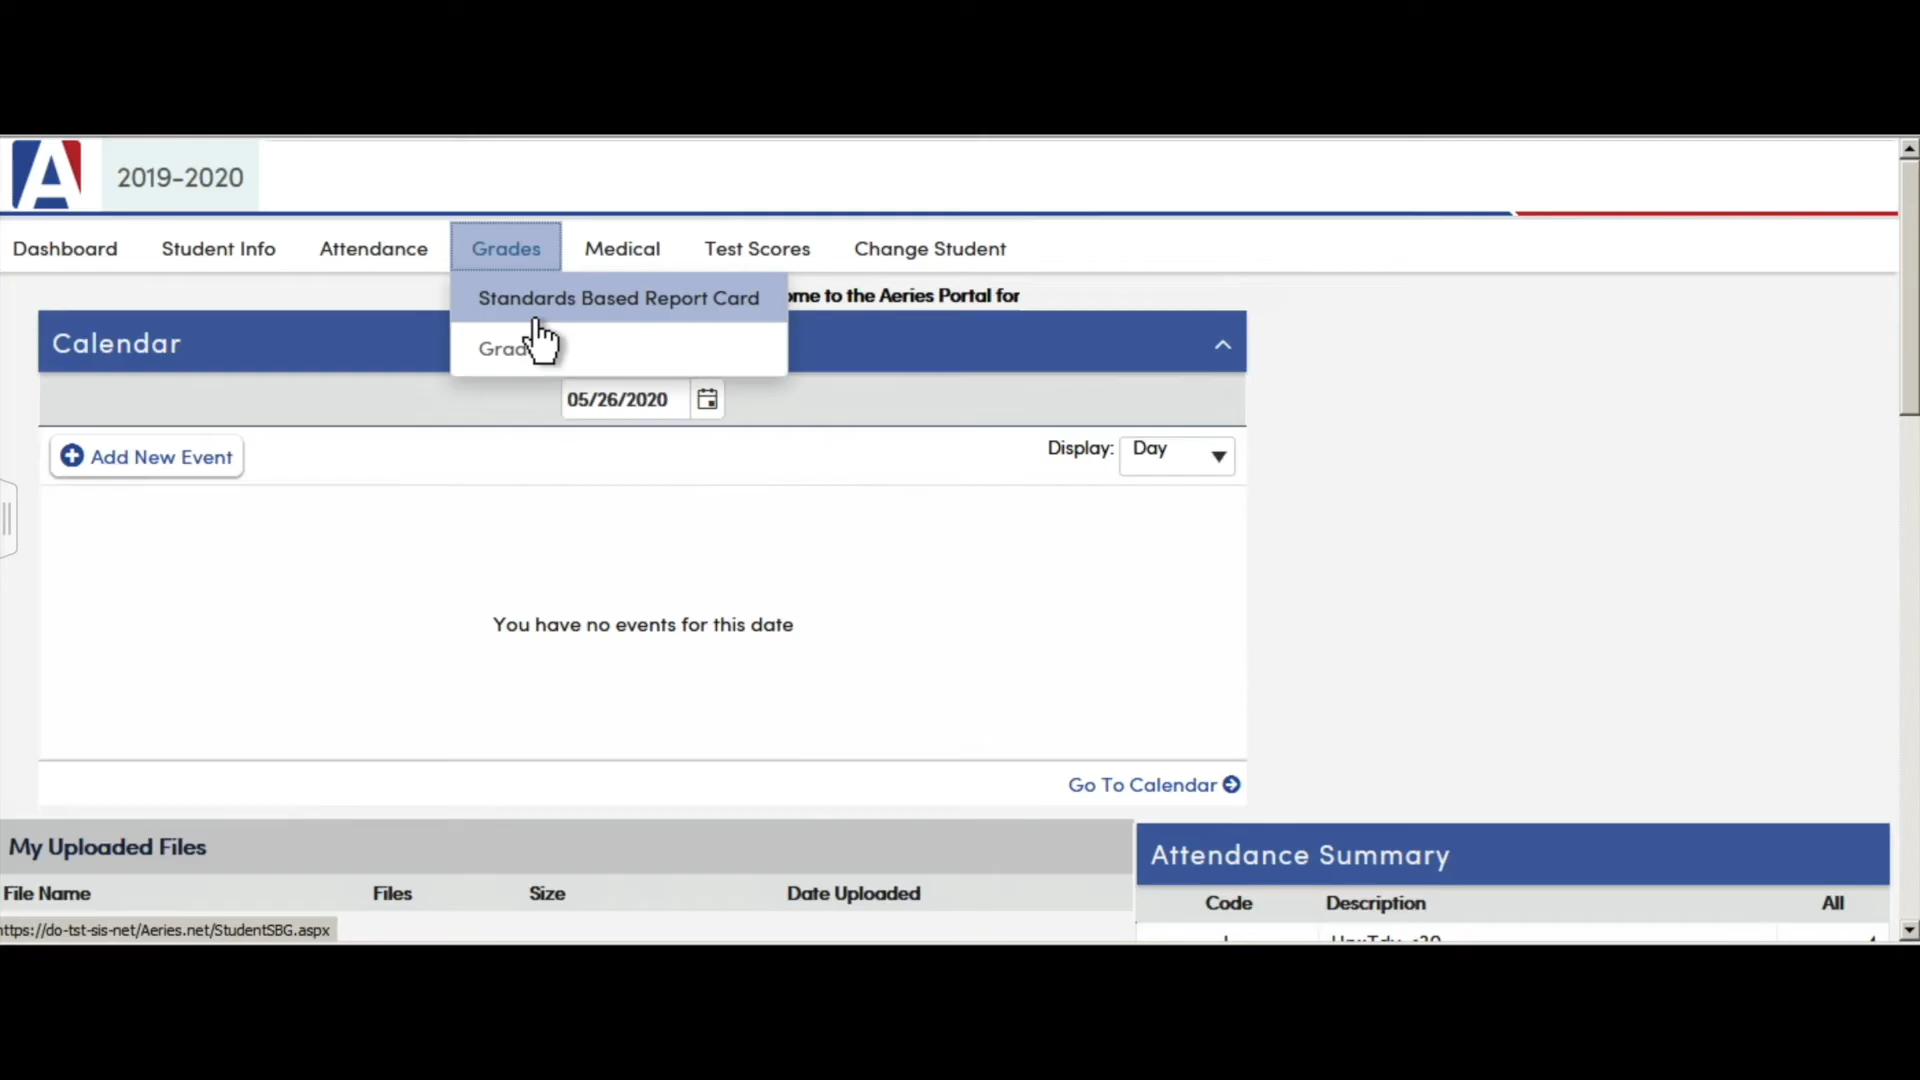 A
2019-2020
Dashboard Student Info Attendance Grades Medical Test Scores Change Student
Standards Based Report Card
to the Aeries Portal for
Calendar
05/26/2020
Add New Event
Display: Day
You have no events for this date
Go To Calendar
My Uploaded Files
File Name Files Size Date Uploaded
Attendance Summary
Code Description All
https://do-tst-sis-net/Aeries.net/StudentSBG.aspx